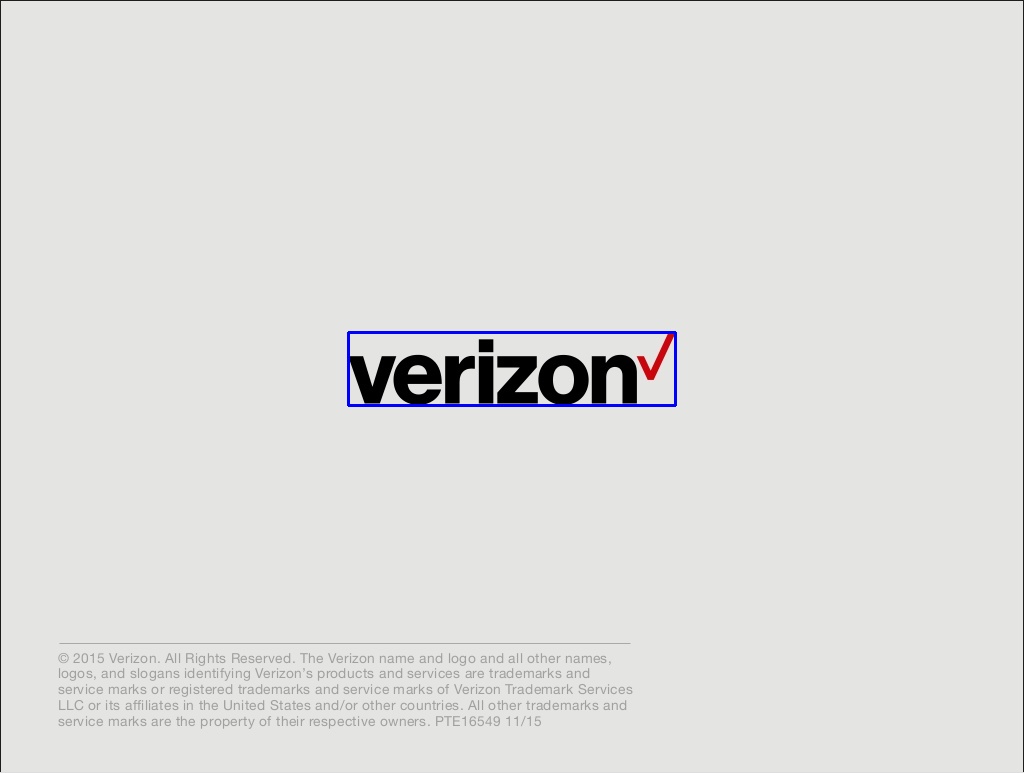 verizon
© 2015 Verizon. All Rights Reserved. The Verizon name and logo and all other names,
logos, and slogans identifying Verizon's products and services are trademarks and
service marks or registered trademarks and service marks of Verizon Trademark Services
LLC or its affiliates in the United States and/or other countries. All other trademarks and
service marks are the property of their respective owners. PTE16549 11/15